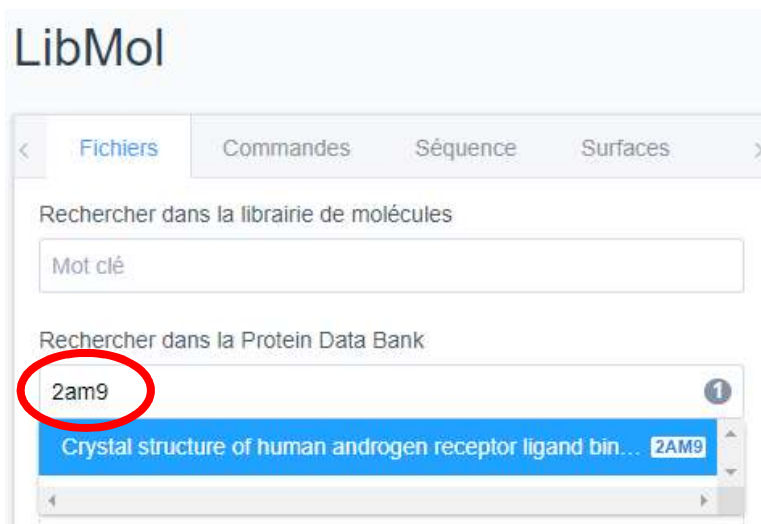 LibMol
Fichiers Commandes Séquence Surfaces
Rechercher dans la librairie de molécules
Mot clé
Rechercher dans la Protein Data Bank
2am9 1
Crystal structure of human androgen receptor ligand bin... 2AM9